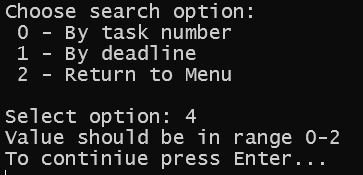 Choose search option:
0 - By task number
1 - By deadline
2 - Return to Menu
Select option: 4
Value should be in range 0-2
To continiue press Enter...